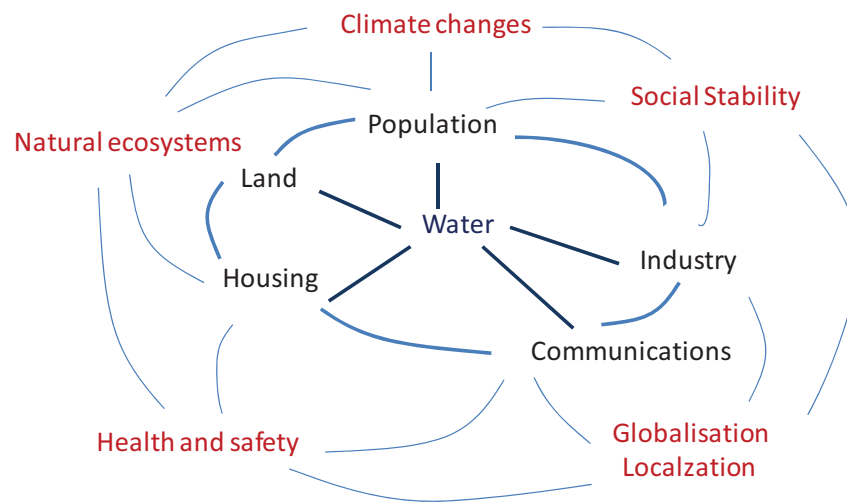 Climate changes
Social Stability
Population
Natural ecosystems
Land
Water
Industry
Housing
Communications
Health and safety
Globalisation
Localzation